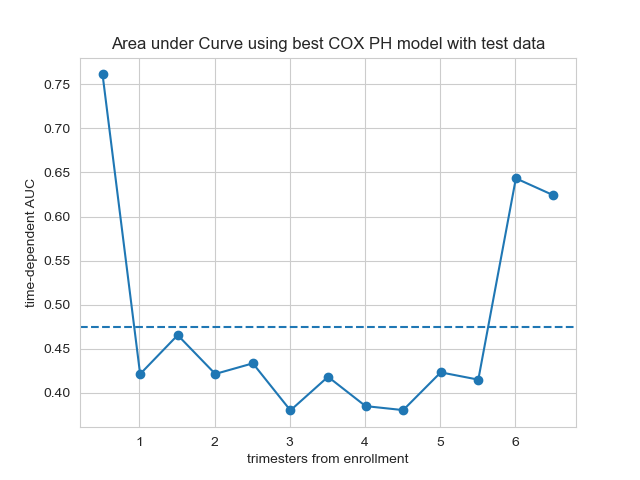 Area under Curve using best COX PH model with test data
time-dependent AUC
0.75
0.70
0.65
0.60
0.55
0.50
0.45
0.40
1 2 3 4 5 6
trimesters from enrollment